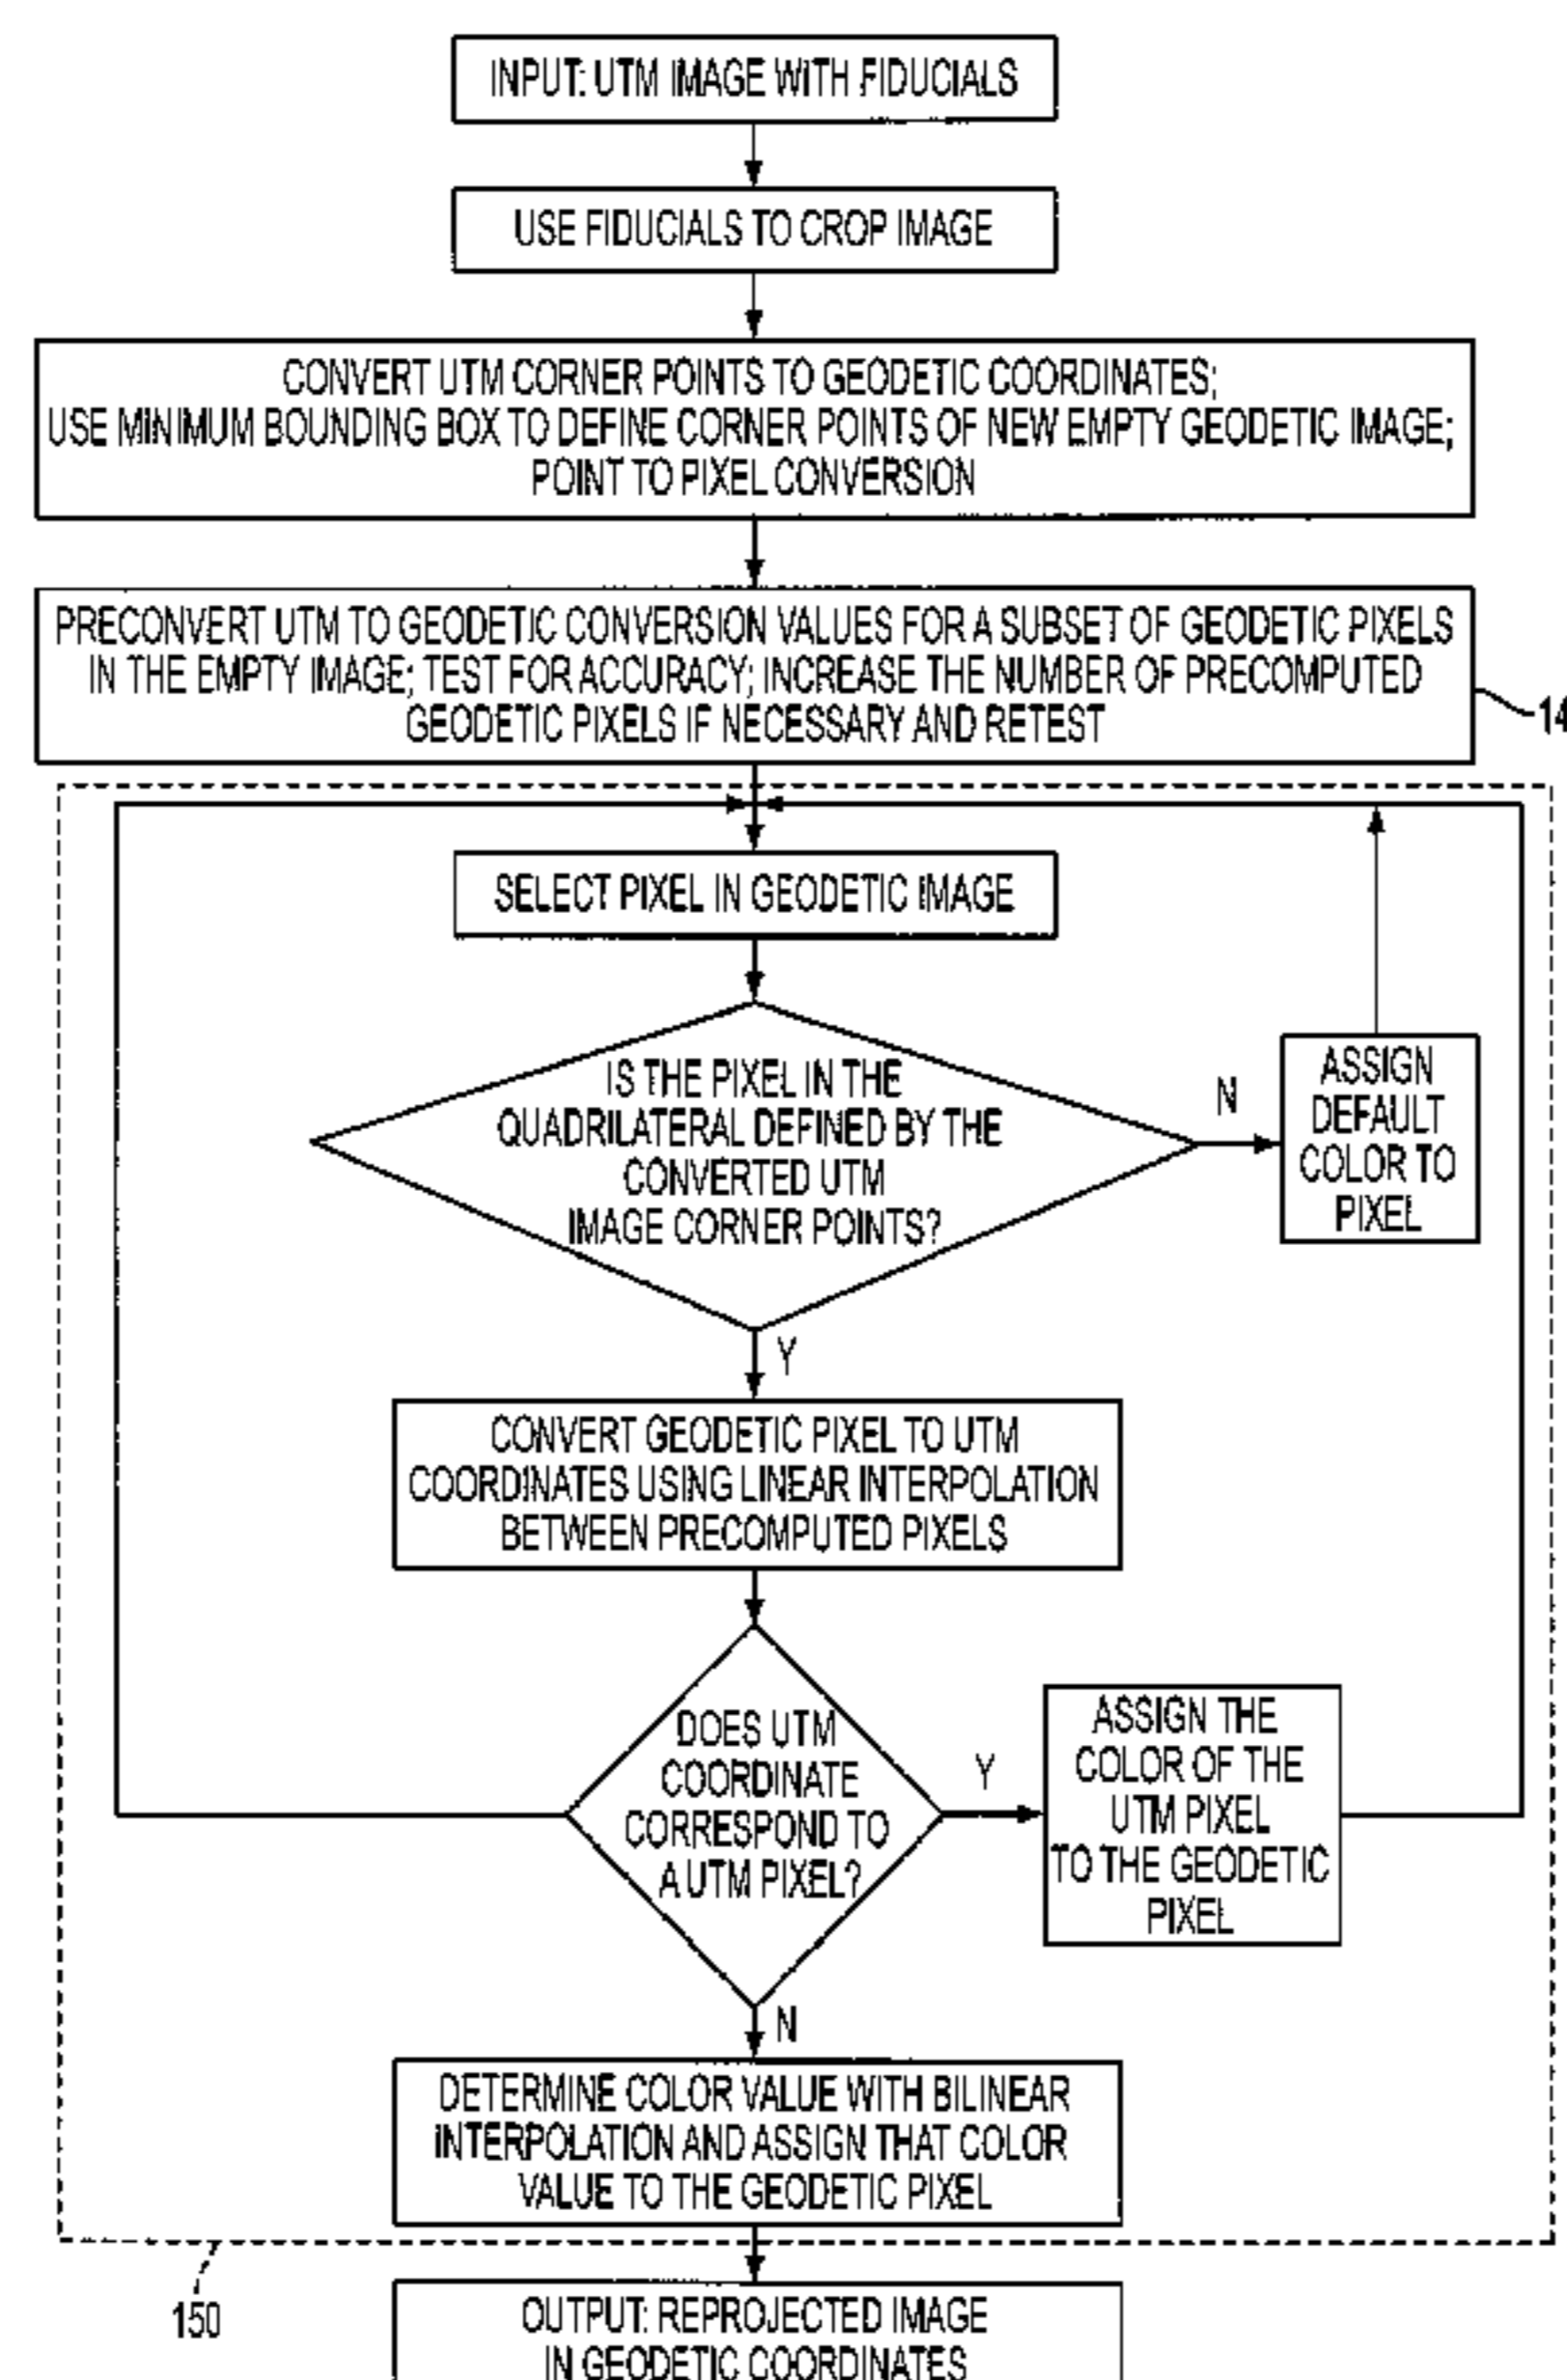 INPUT: UTM IMAGE WITH FIDUCIALS
USE FIDUCIALS TO CROP IMAGE
CONVERT UTM CORNER POINTS TO GEODETIC COORDINATES;
USE MINIMUM BOUNDING BOX TO DEFINE CORNER POINTS OF NEW EMPTY GEODETIC IMAGE;
POINT TO PIXEL CONVERSION
PRECONVERT UTM TO GEODETIC CONVERSION VALUES FOR A SUBSET OF GEODETIC PIXELS
IN THE EMPTY IMAGE; TEST FOR ACCURACY; INCREASE THE NUMBER OF PRECOMPUTED
GEODETIC PIXELS IF NECESSARY AND RETEST
14
SELECT PIXEL IN GEODETIC IMAGE
IS THE PIXEL IN THE
QUADRILATERAL DEFINED BY THE
CONVERTED UTM
IMAGE CORNER POINTS?
N
ASSIGN
DEFAULT
COLOR TO
PIXEL
Y
CONVERT GEODETIC PIXEL TO UTM
COORDINATES USING LINEAR INTERPOLATION
BETWEEN PRECOMPUTED PIXELS
DOES UTM
COORDINATE
CORRESPOND TO
A UTM PIXEL?
Y
ASSIGN THE
COLOR OF THE
UTM PIXEL
TO THE GEODETIC
PIXEL
N
DETERMINE COLOR VALUE WITH BILINEAR
INTERPOLATION AND ASSIGN THAT COLOR
VALUE TO THE GEODETIC PIXEL
150
OUTPUT: REPROJECTED IMAGE
IN GEODETIC COORDINATES